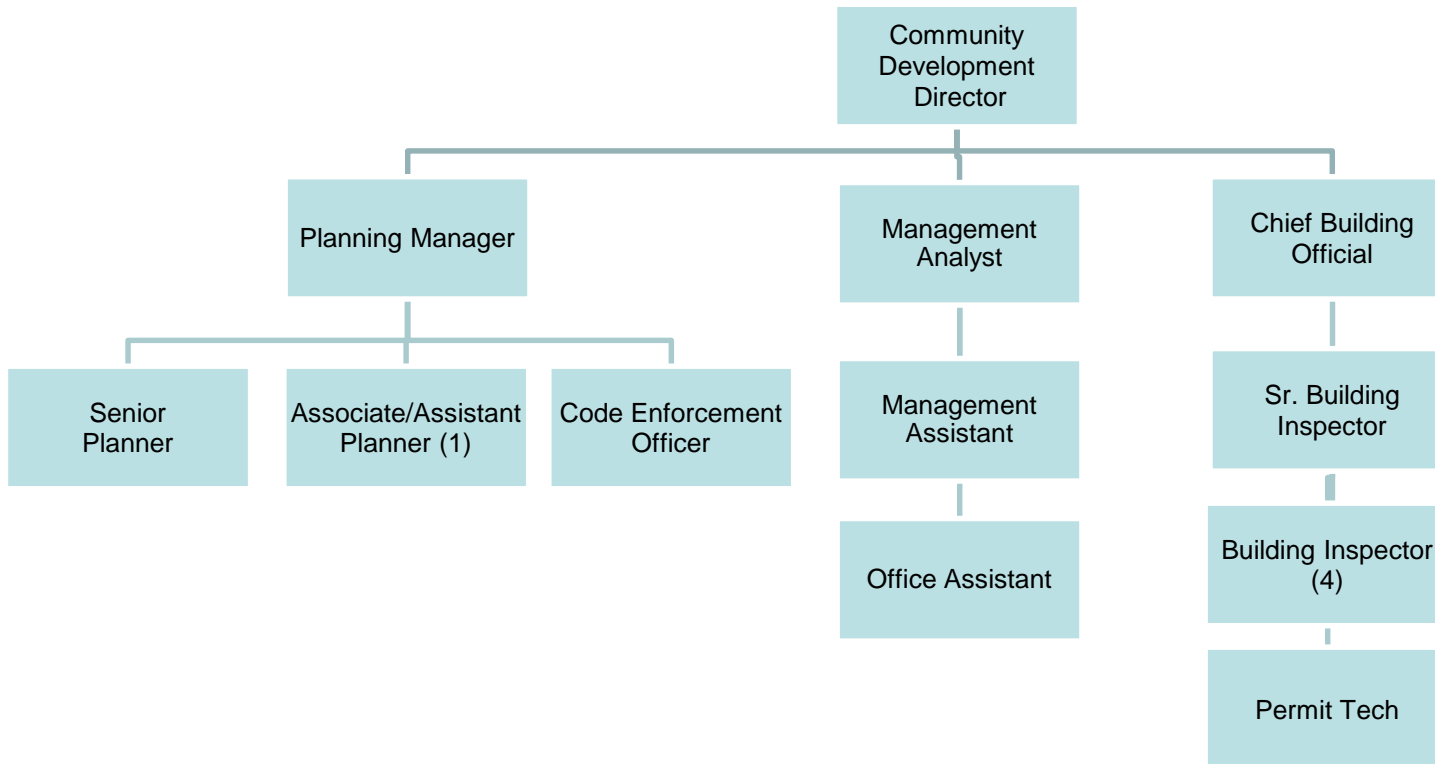 Community
Development
Director
Planning Manager
Management
Analyst
Chief Building
Official
Senior
Planner
Associate/Assistant
Planner (1)
Code Enforcement
Officer
Management
Assistant
Sr. Building
Inspector
Office Assistant
Building Inspector
(4)
Permit Tech